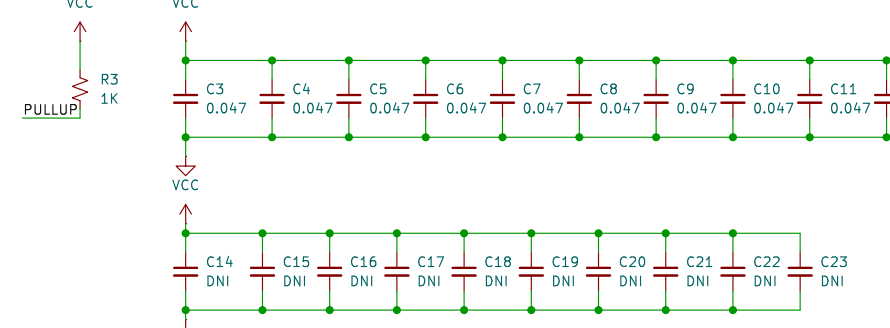 VCC VCC
R3
1K
PULLUP
C3 C4 C5 C6 C7 C8 C9 C10 C11
0.047 0.047 0.047 0.047 0.047 0.047 0.047 0.047 0.047
VCC
C14 C15 C16 C17 C18 C19 C20 C21 C22 C23
DNI DNI DNI DNI DNI DNI DNI DNI DNI DNI